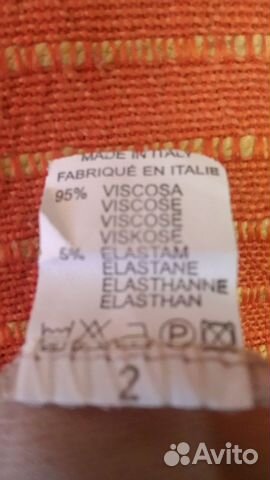 MADE IN ITALY
FABRIQUÉ EN ITALIE
95% VISCOSA
VISCOSE
VISCOSE
VISKOSE
5% ELASTAM
ELASTANE
ELASTHANNE
ELASTHAN
P
2
Avito